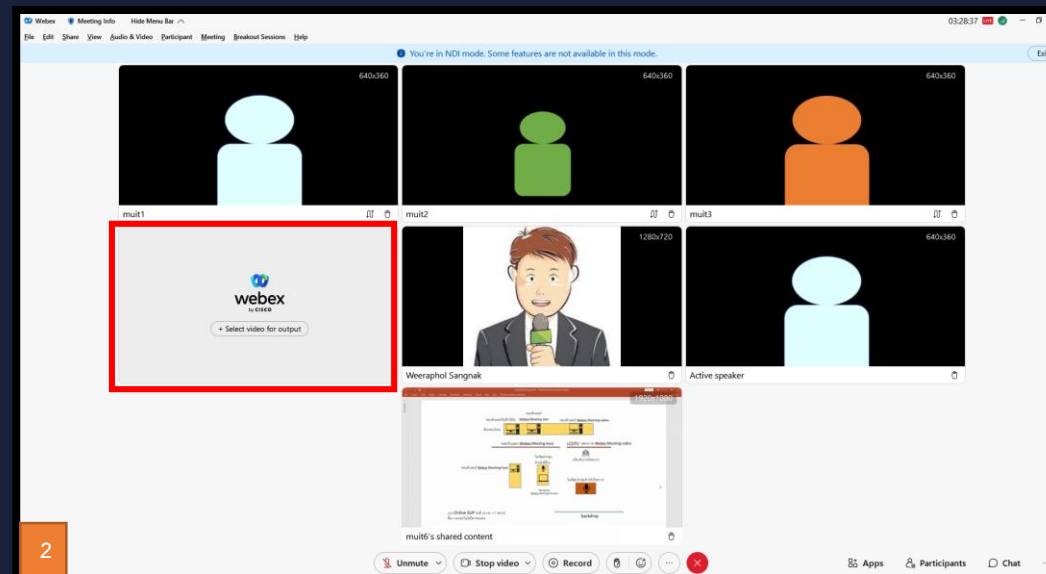 Webex Meeting Info Hide Menu Bar
03:28:37
File Edit Share View Audio & Video Participant Meeting Breakout Sessions Help
You're in NDI mode. Some features are not available in this mode.
640x360
640x360
640x360
muit1
muit2
muit3
webex
by CISCO
+ Select video for output
1280x720
640x360
Weeraphol Sangnak
Active speaker
1920x1080
backdrop
muit6's shared content
2
Unmute
Stop video
Record
Apps
Participants
Chat